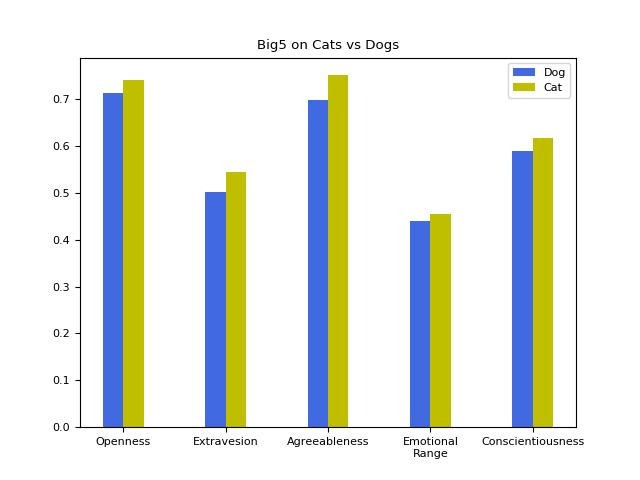 Big5 on Cats vs Dogs
Dog
Cat
0.7
0.6
0.5
0.4
0.3
0.2
0.1
0.0
Openness
Extravesion
Agreeableness
Emotional
Range
Conscientiousness